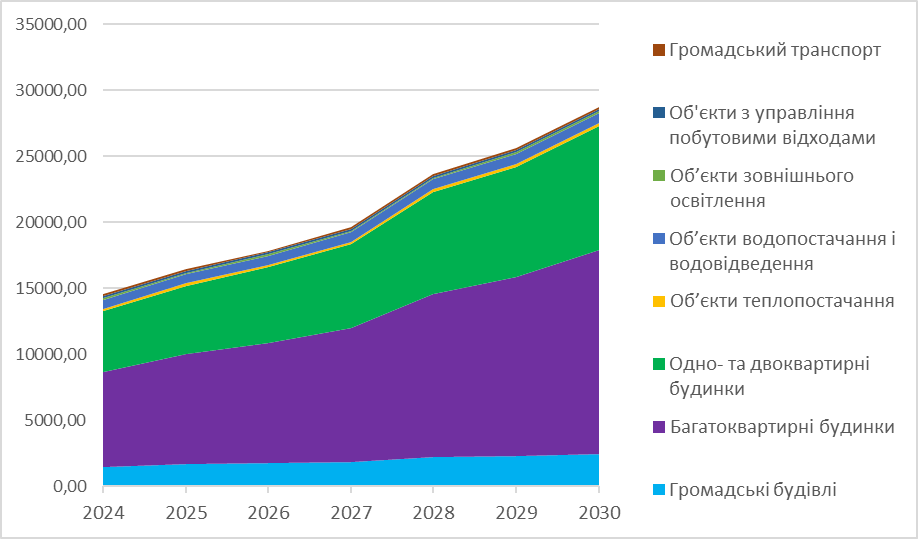 35000,00
30000,00
25000,00
20000,00
15000,00
10000,00
5000,00
0,00
2024 2025 2026 2027 2028 2029 2030
Громадський транспорт
Об'єкти з управління
побутовими відходами
Об’єкти зовнішнього
освітлення
Об’єкти водопостачання і
водовідведення
Об’єкти теплопостачання
Одно- та двоквартирні
будинки
Багатоквартирні будинки
Громадські будівлі